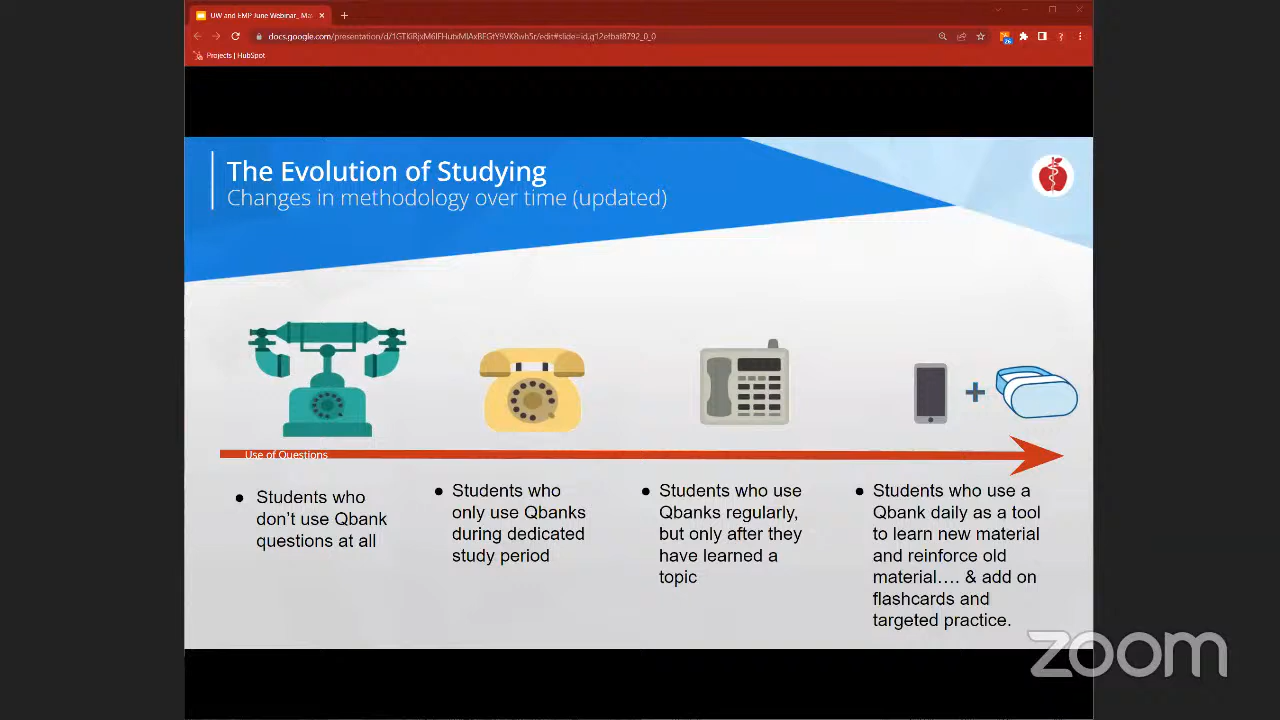 UW and EMP June Webinar_ Ma
Projects | HubSpot
The Evolution of Studying
Changes in methodology over time (updated)
Use of Questions
● Students who
don't use Qbank
questions at all
● Students who
only use Qbanks
during dedicated
study period
● Students who use
Qbanks regularly,
but only after they
have learned a
topic
● Students who use a
Qbank daily as a tool
to learn new material
and reinforce old
material.... & add on
flashcards and
targeted practice.
zoom